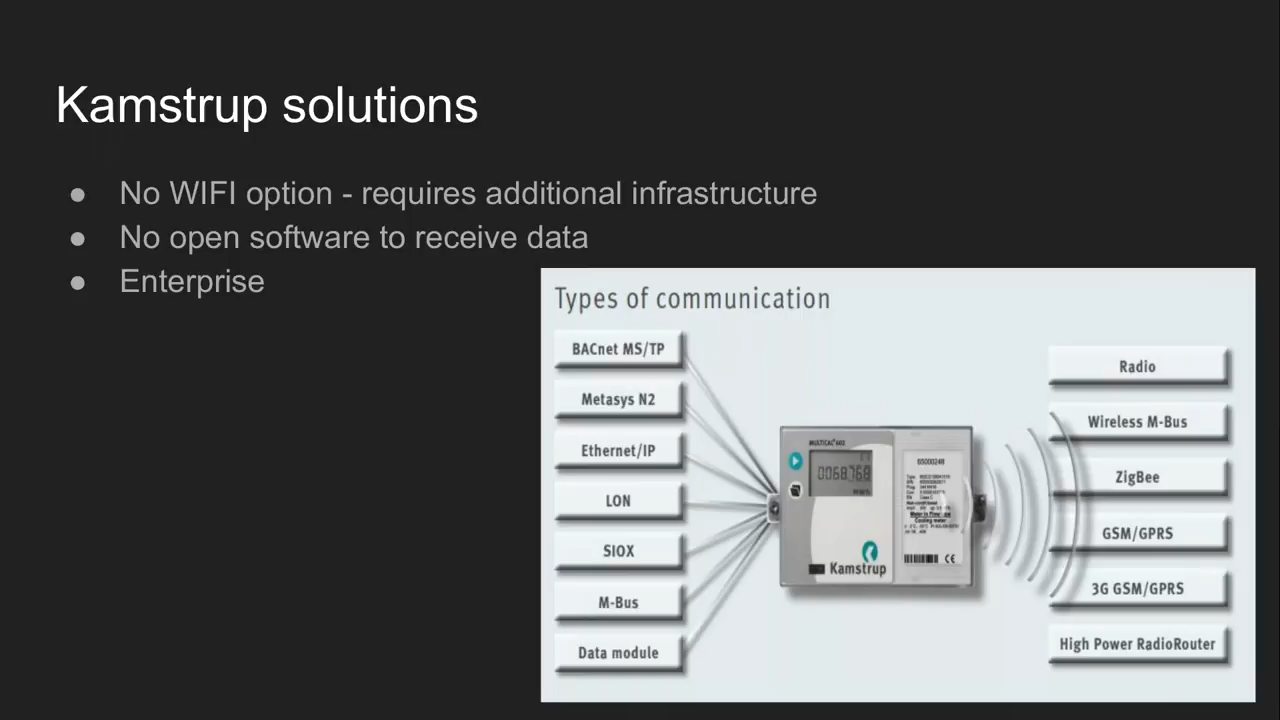 Kamstrup solutions
● No WIFI option - requires additional infrastructure
● No open software to receive data
● Enterprise
Types of communication
BACnet MS/TP
Metasys N2
Ethernet/IP
LON
SIOX
M-Bus
Data module
MULTICAL
65000248
Kamstrup
Radio
Wireless M-Bus
ZigBee
GSM/GPRS
3G GSM/GPRS
High Power RadioRouter